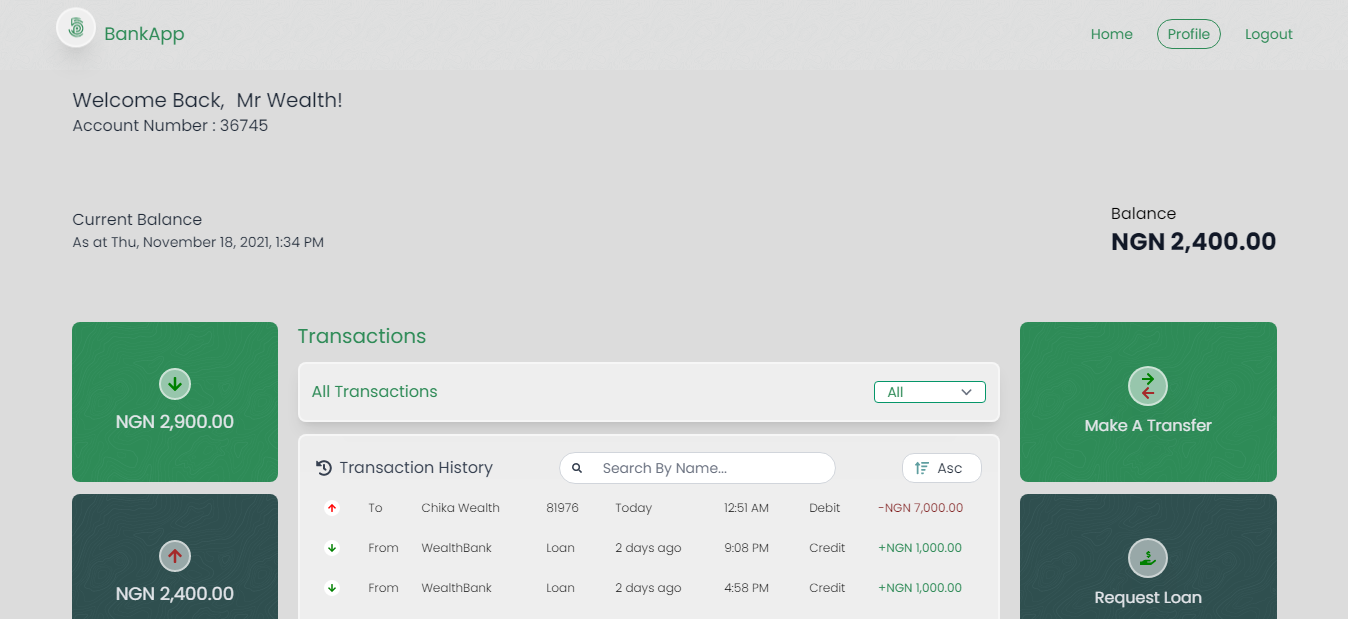 BankApp
Home Profile Logout
Welcome Back, Mr Wealth!
Account Number : 36745
Current Balance
As at Thu, November 18, 2021, 1:34 PM
Balance
NGN 2,400.00
NGN 2,900.00
NGN 2,400.00
Transactions
All Transactions All
Transaction History Search By Name... Asc
To Chika Wealth 81976 Today 12:51 AM Debit -NGN 7,000.00
From WealthBank Loan 2 days ago 9:08 PM Credit +NGN 1,000.00
From WealthBank Loan 2 days ago 4:58 PM Credit +NGN 1,000.00
Make A Transfer
Request Loan